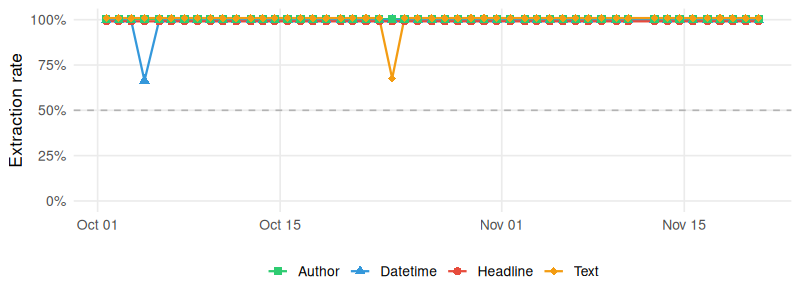 Extraction rate
100%
75%
50%
25%
0%
Oct 01 Oct 15 Nov 01 Nov 15
Author Datetime Headline Text